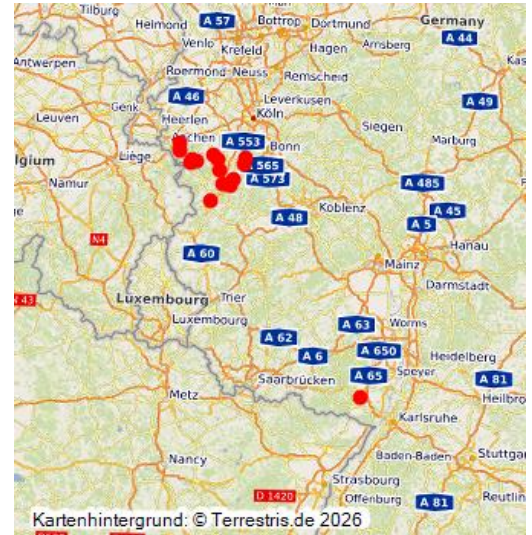 Tilburg
Helmond
A 57
Bottrop
Dortmund
Germany
Venlo
Krefeld
Hagen
Arnsberg
A 44
Antwerpen
Roermond
Neuss
Remscheid
Genk
A 46
Leverkusen
A 49
Leuven
Heerlen
Köln
Aachen
A 553
Siegen
Liège
Bonn
Marburg
lgium
565
Namur
A 573
A 485
Koblenz
A 48
A 45
A 5
N4
Hanau
A 60
Mainz
Darmstadt
Luxembourg
Trier
N 43
Luxembourg
A 62
A 63
Worms
A 6
A 650
Heidelberg
Saarbrücken
A 65
Speyer
A 81
Metz
Heilbro
Karlsruhe
Nancy
Baden-Baden
Stuttga
Strasbourg
D 1420
Offenburg
Reutlin
A 81
Kartenhintergrund: © Terrestris.de 2026